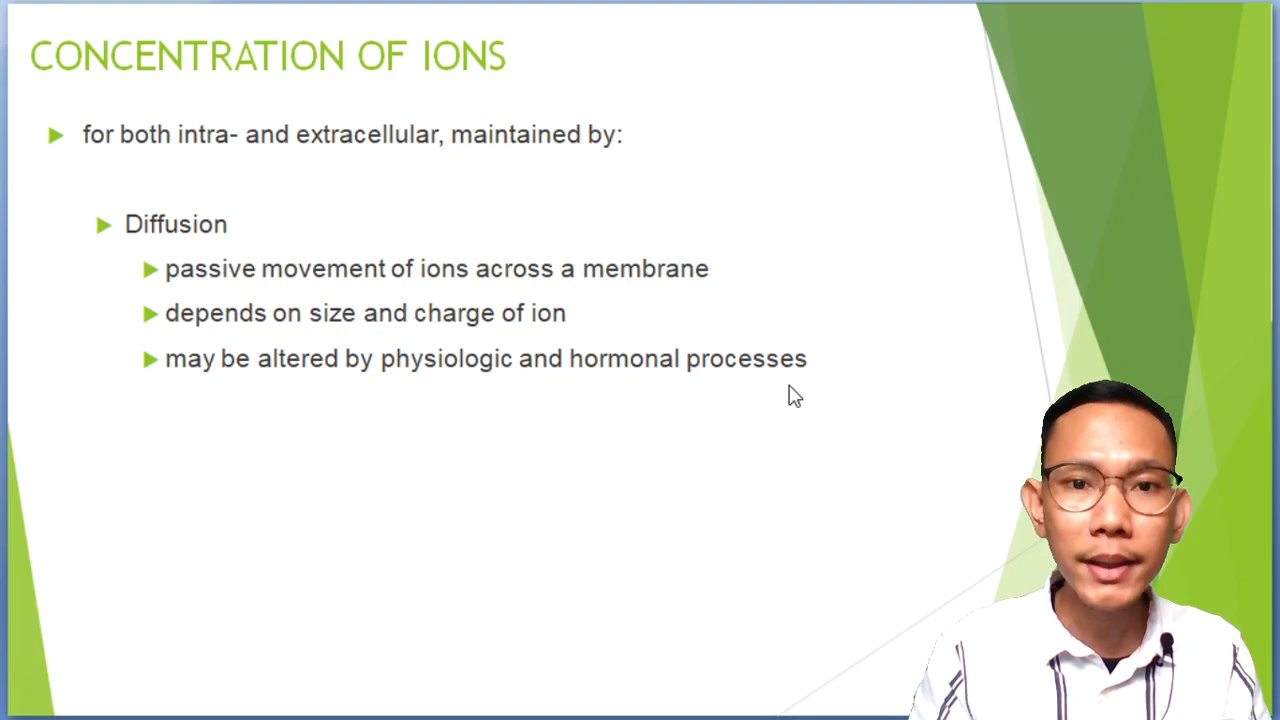 CONCENTRATION OF IONS
for both intra- and extracellular, maintained by:
Diffusion
passive movement of ions across a membrane
depends on size and charge of ion
may be altered by physiologic and hormonal processes